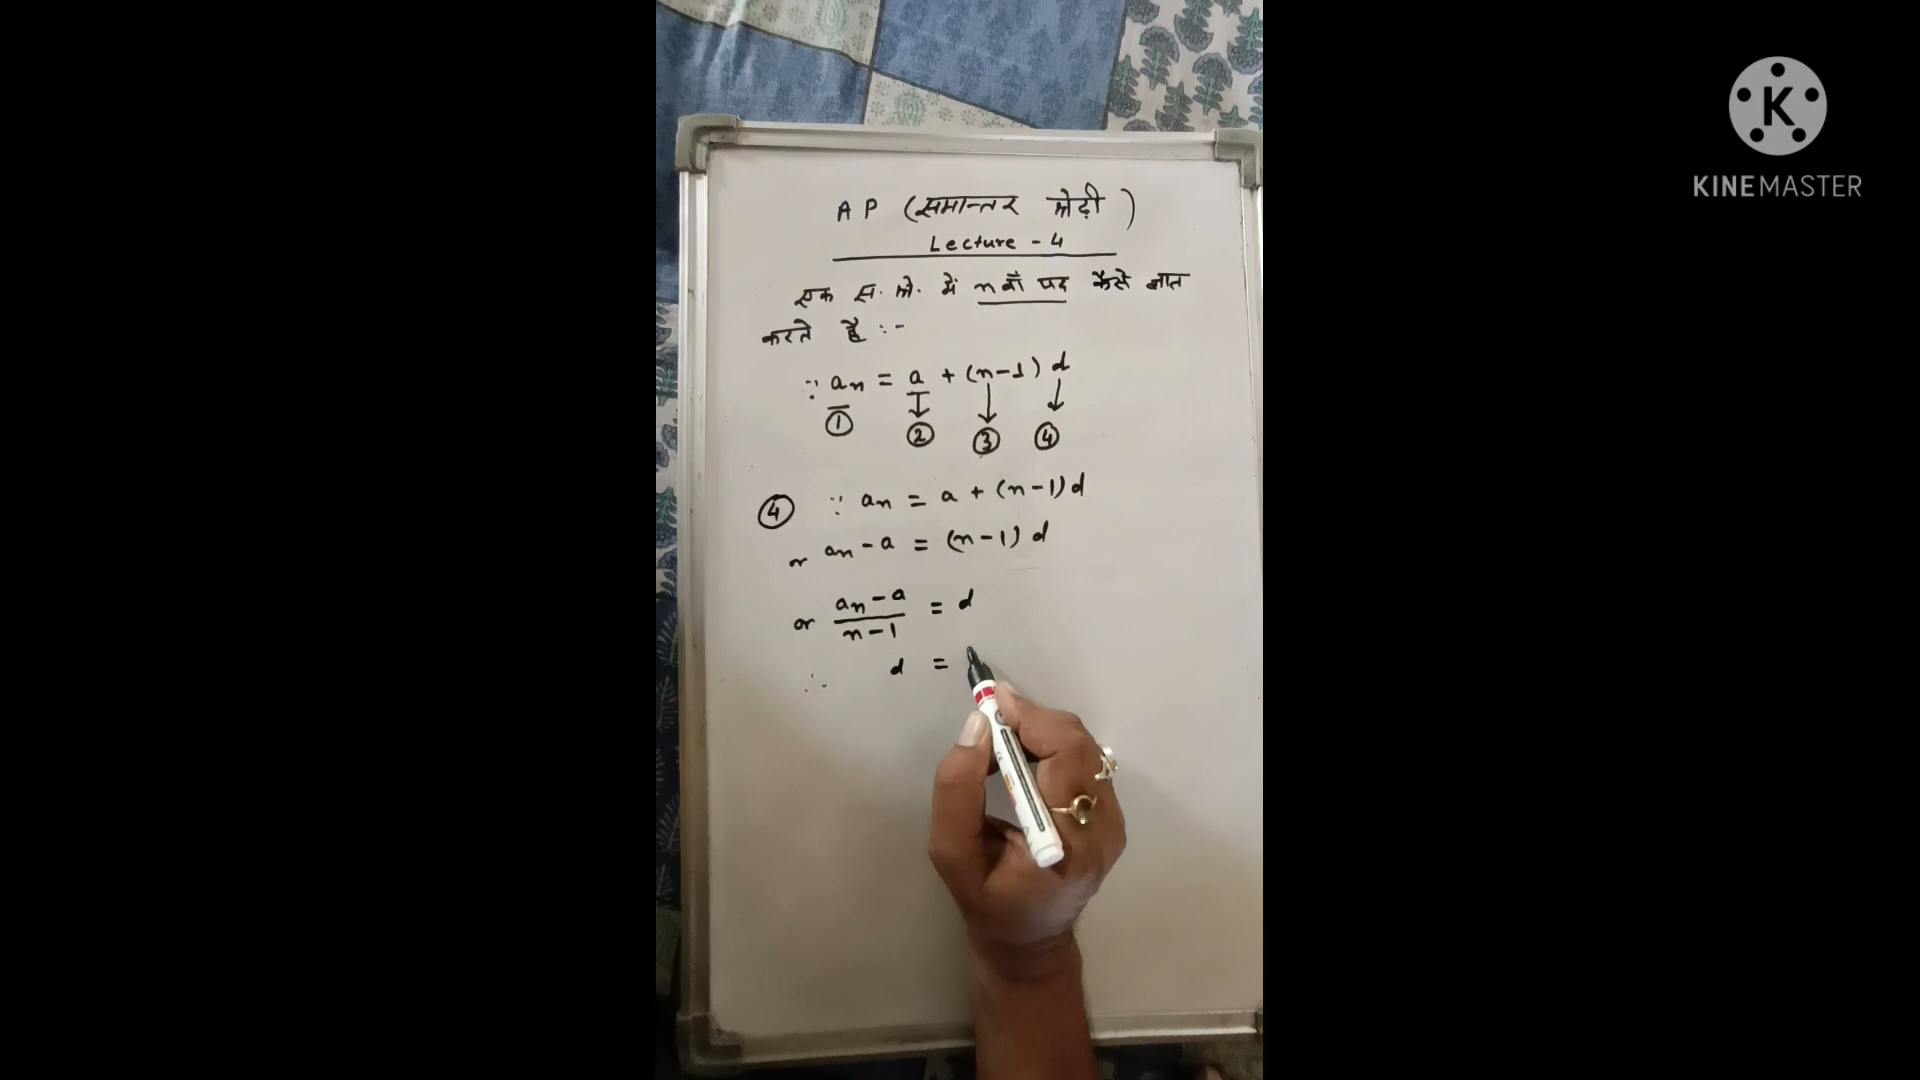 AP (समान्तर श्रेढ़ी)
Lecture - 4
एक स. श्रे. में n वाँ पद कैसे ज्ञात
करते हैं :-
∵ an = a + (n-1) d
① ② ③ ④
④ ∵ an = a + (n-1) d
or an - a = (n-1) d
or an - a / n - 1 = d
∴ d =
K
KINEMASTER